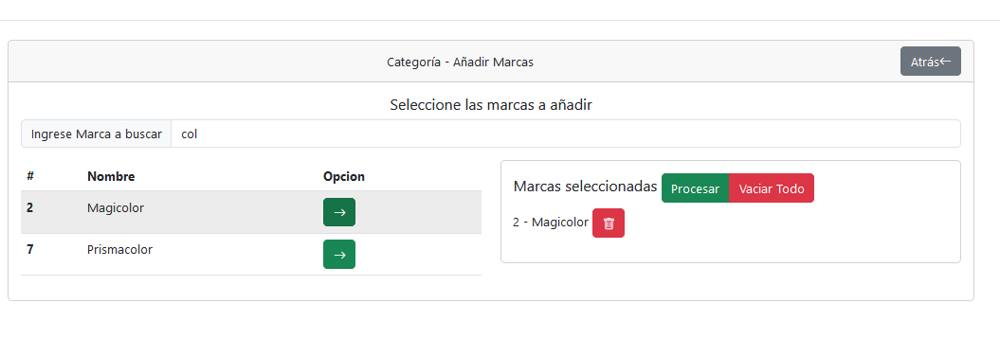 Categoría - Añadir Marcas
Atrás←
Seleccione las marcas a añadir
Ingrese Marca a buscar col
# Nombre Opcion
2 Magicolor →
7 Prismacolor →
Marcas seleccionadas Procesar Vaciar Todo
2 - Magicolor